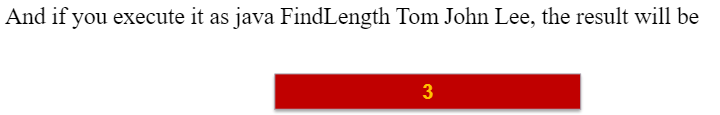 And if you execute it as java FindLength Tom John Lee, the result will be
3